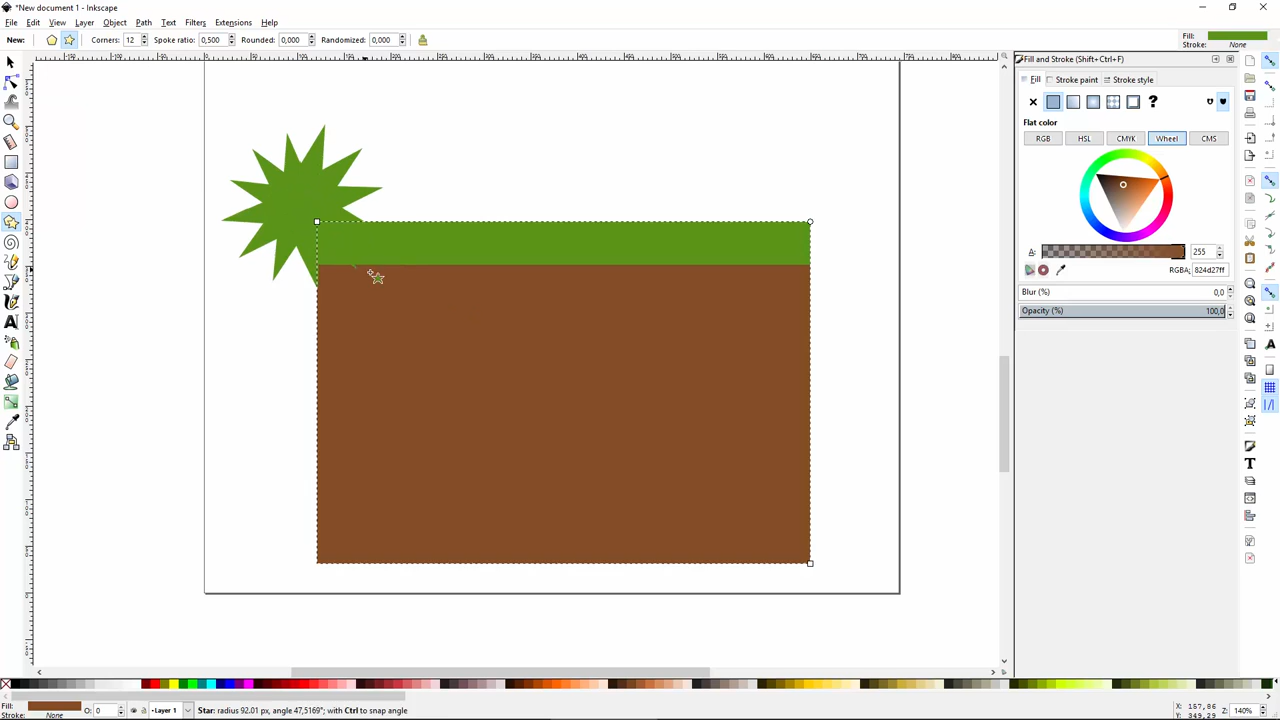 *New document 1 - Inkscape
File Edit View Layer Object Path Text Filters Extensions Help
New: Corners: 12 Spoke ratio: 0,500 Rounded: 0,000 Randomized: 0,000 Fill:
Stroke: None
Fill and Stroke (Shift+Ctrl+F)
Fill Stroke paint Stroke style
Flat color
RGB HSL CMYK Wheel CMS
A: 255
RGBA: 824d27ff
Blur (%) 0,0
Opacity (%) 100,0
Fill:
Stroke: None O: 0 Layer 1 Star: radius 92.01 px, angle 47,5169°; with Ctrl to snap angle X: 157,86
Y: 349,29 Z: 140%